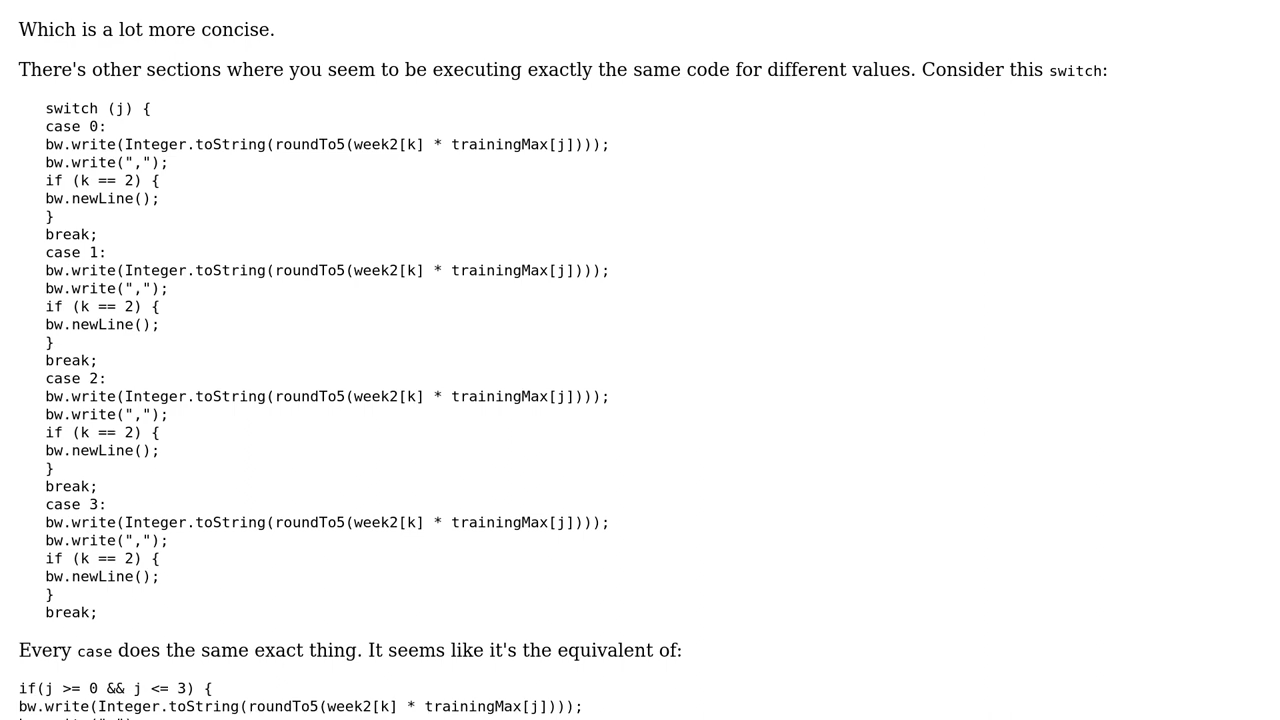 Which is a lot more concise.
There's other sections where you seem to be executing exactly the same code for different values. Consider this switch:
switch (j) {
case 0:
bw.write(Integer.toString(roundTo5(week2[k] * trainingMax[j])));
bw.write(",");
if (k == 2) {
bw.newLine();
}
break;
case 1:
bw.write(Integer.toString(roundTo5(week2[k] * trainingMax[j])));
bw.write(",");
if (k == 2) {
bw.newLine();
}
break;
case 2:
bw.write(Integer.toString(roundTo5(week2[k] * trainingMax[j])));
bw.write(",");
if (k == 2) {
bw.newLine();
}
break;
case 3:
bw.write(Integer.toString(roundTo5(week2[k] * trainingMax[j])));
bw.write(",");
if (k == 2) {
bw.newLine();
}
break;
Every case does the same exact thing. It seems like it's the equivalent of:
if(j >= 0 && j <= 3) {
bw.write(Integer.toString(roundTo5(week2[k] * trainingMax[j])));